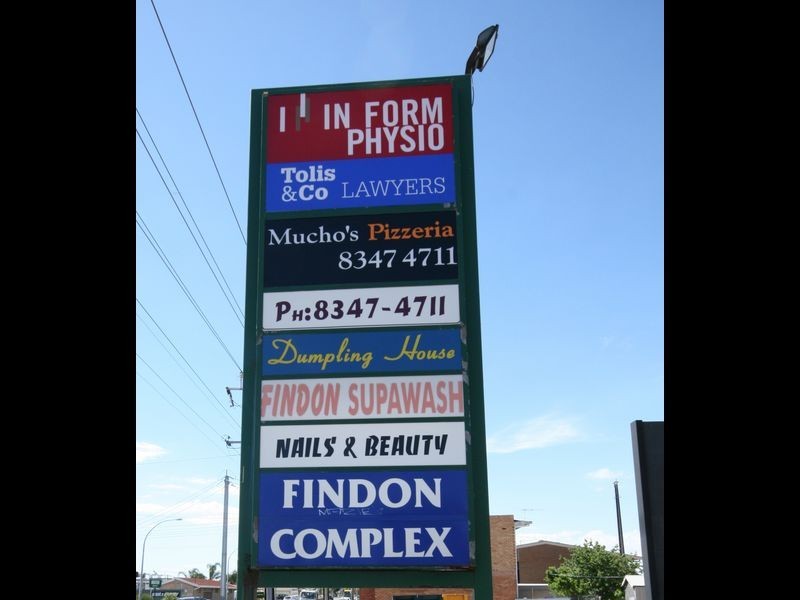 IN FORM
PHYSIO
Tolis
&Co LAWYERS
Mucho's Pizzeria
8347 4711
PH:8347-4711
Dumpling House
FINDON SUPAWASH
NAILS & BEAUTY
FINDON
COMPLEX